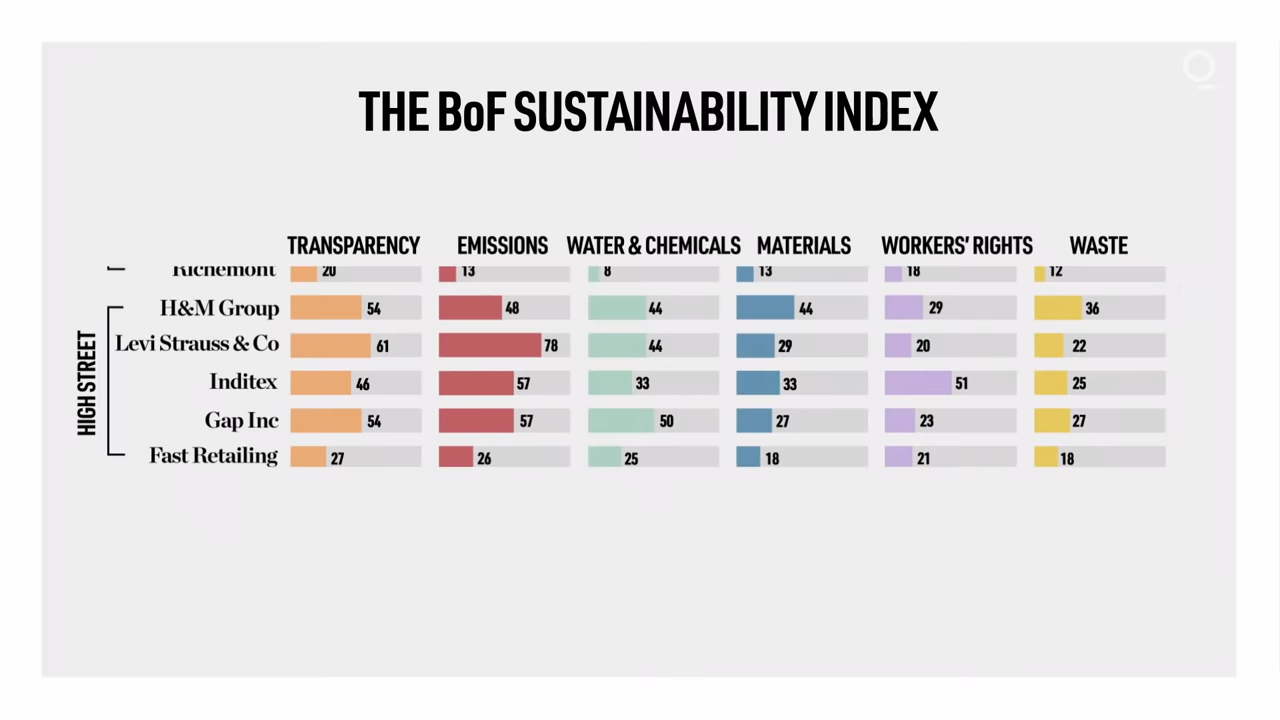 THE BoF SUSTAINABILITY INDEX
TRANSPARENCY EMISSIONS WATER & CHEMICALS MATERIALS WORKERS' RIGHTS WASTE
Richemont 20 13 8 13 18 12
HIGH STREET
H&M Group 54 48 44 44 29 36
Levi Strauss & Co 61 78 44 29 20 22
Inditex 46 57 33 33 51 25
Gap Inc 54 57 50 27 23 27
Fast Retailing 27 26 25 18 21 18